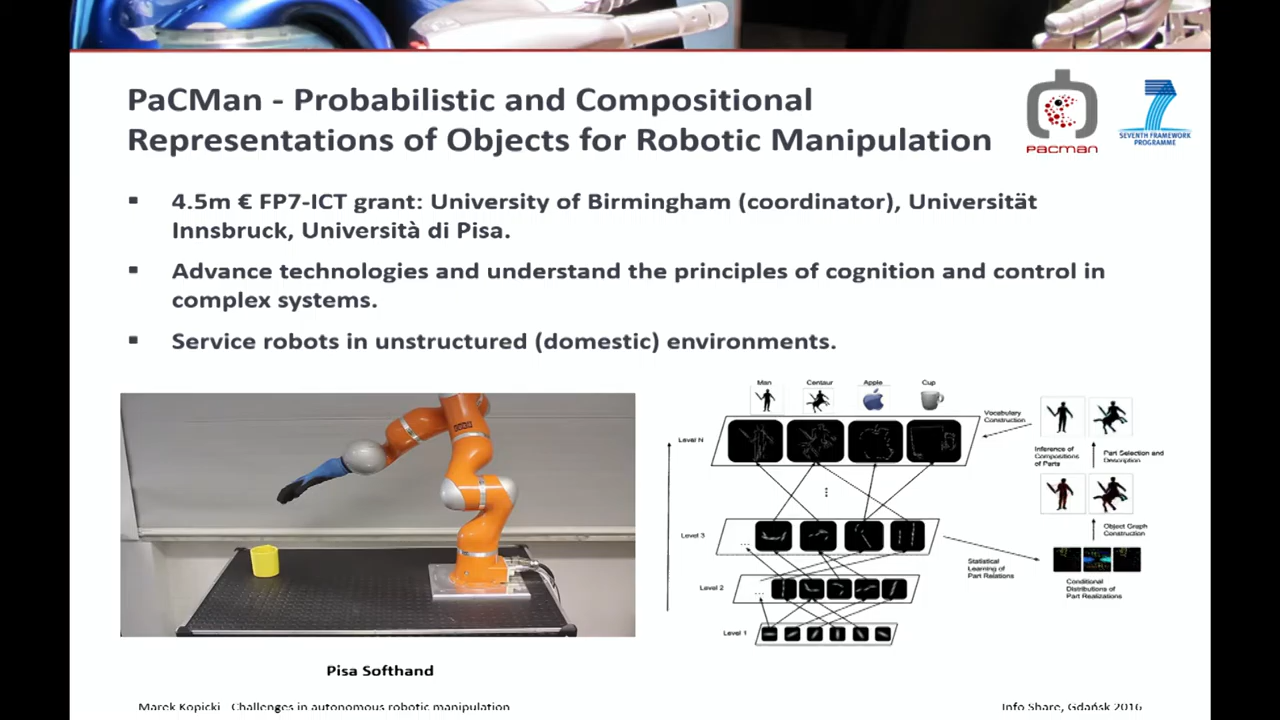 PaCMan - Probabilistic and Compositional
Representations of Objects for Robotic Manipulation
PACMAN
7
SEVENTH FRAMEWORK
PROGRAMME
▪ 4.5m € FP7-ICT grant: University of Birmingham (coordinator), Universität
Innsbruck, Università di Pisa.
▪ Advance technologies and understand the principles of cognition and control in
complex systems.
▪ Service robots in unstructured (domestic) environments.
Man Centaur Apple Cup
Level N
Vocabulary
Construction
Inference of
Compositions
of Parts
Part Selection and
Description
Object Graph
Construction
Level 3
Statistical
Learning of
Part Relations
Conditional
Distributions of
Part Realizations
Level 2
Level 1
Pisa Softhand
Marek Kopicki Challenges in autonomous robotic manipulation
Info Share, Gdańsk 2016